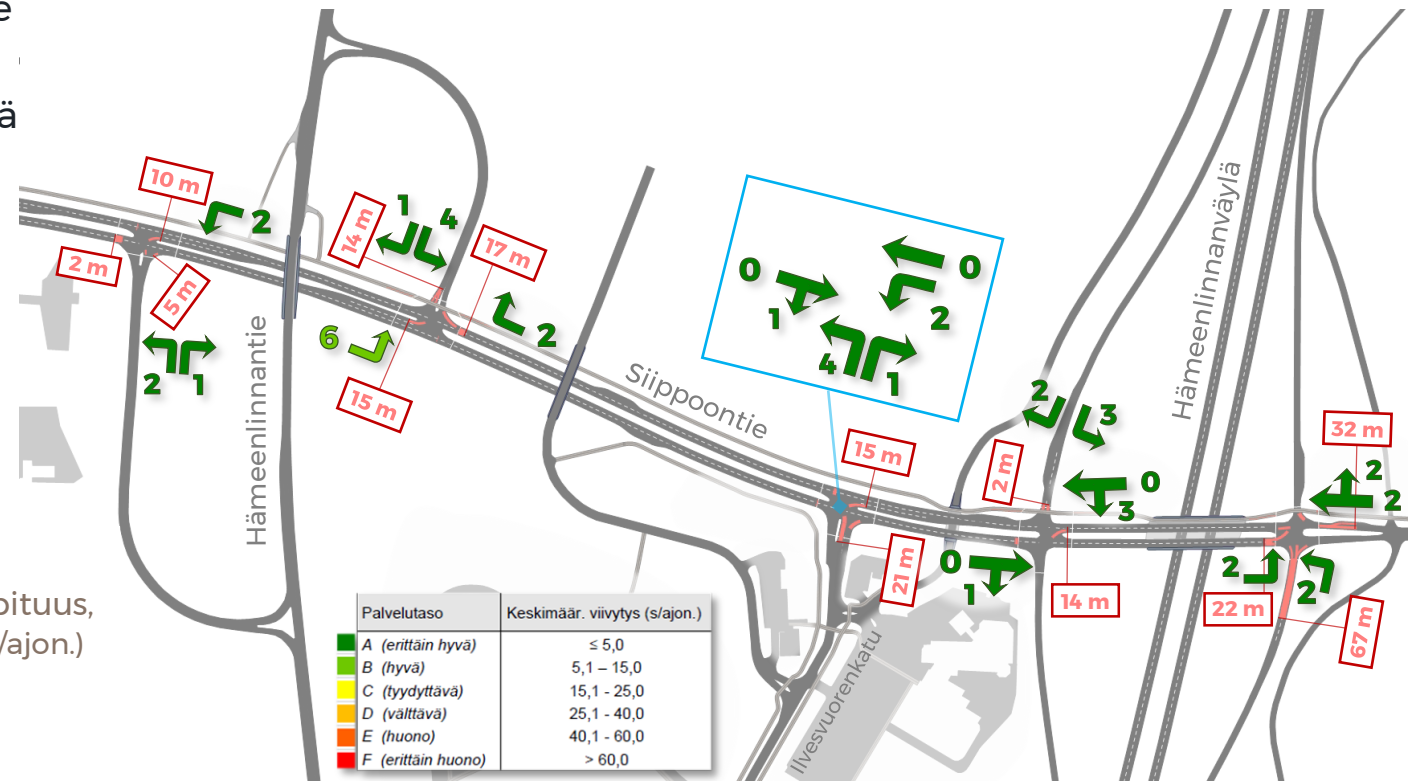 e
ä
10 m
2
2 m
5 m
2
1
Hämeenlinnantie
14 m
1
4
17 m
2
6
15 m
Siippoontie
0
0
1
2
4
1
15 m
21 m
Ilvesvuorenkatu
2
3
2 m
0
3
0
1
14 m
Hämeenlinnanväylä
32 m
2
2
2
22 m
2
67 m
oituus,
/ajon.)
Palvelutaso Keskimäär. viivytys (s/ajon.)
A (erittäin hyvä) ≤ 5,0
B (hyvä) 5,1 – 15,0
C (tyydyttävä) 15,1 - 25,0
D (välttävä) 25,1 - 40,0
E (huono) 40,1 - 60,0
F (erittäin huono) > 60,0